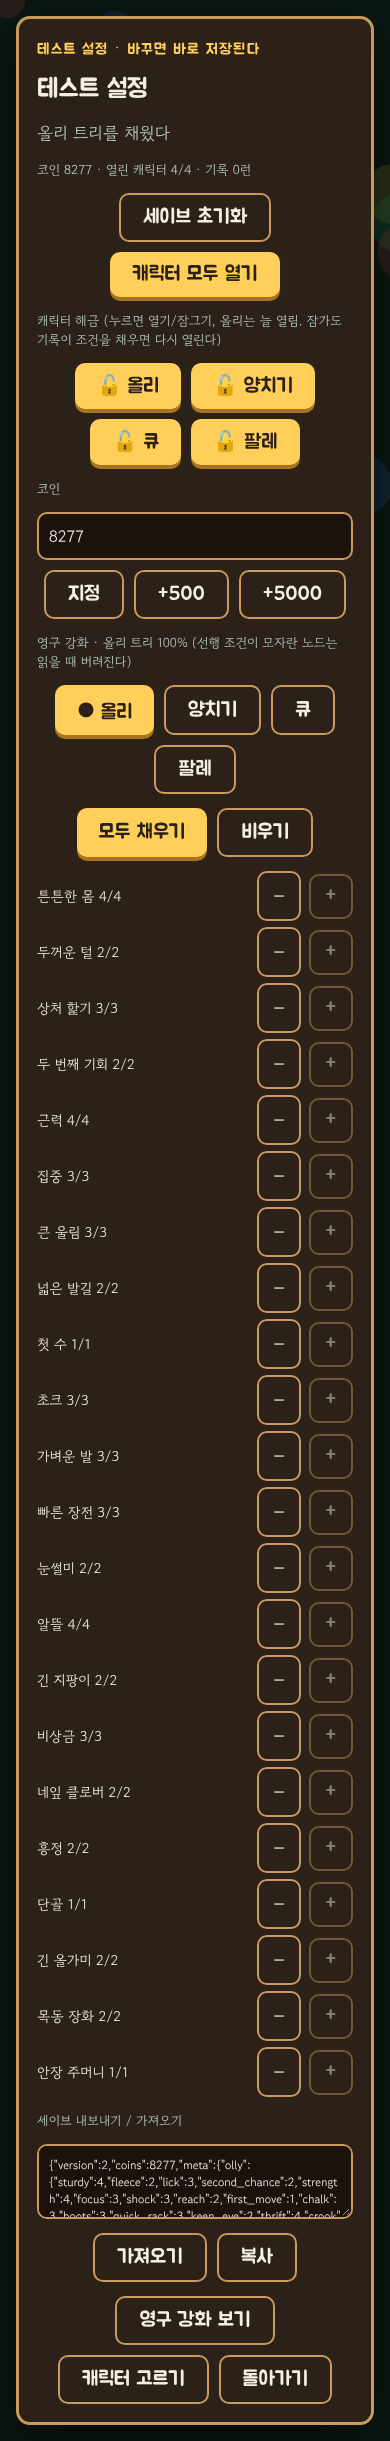 테스트 설정 · 바꾸면 바로 저장된다
테스트 설정
올리 트리를 채웠다
코인 8277 · 열린 캐릭터 4/4 · 기록 0런
세이브 초기화
캐릭터 모두 열기
캐릭터 해금 (누르면 열기/잠그기, 올리는 늘 열림. 잠가도
기록이 조건을 채우면 다시 열린다)
🔓 올리 🔓 양치기
🔓 큐 🔓 팔레
코인
8277
지정 +500 +5000
영구 강화 · 올리 트리 100% (선행 조건이 모자란 노드는
읽을 때 버려진다)
● 올리 양치기 큐
팔레
모두 채우기 비우기
튼튼한 몸 4/4 − +
두꺼운 털 2/2 − +
상처 핥기 3/3 − +
두 번째 기회 2/2 − +
근력 4/4 − +
집중 3/3 − +
큰 울림 3/3 − +
넓은 발길 2/2 − +
첫 수 1/1 − +
초크 3/3 − +
가벼운 발 3/3 − +
빠른 장전 3/3 − +
눈썰미 2/2 − +
알뜰 4/4 − +
긴 지팡이 2/2 − +
비상금 3/3 − +
네잎 클로버 2/2 − +
흥정 2/2 − +
단골 1/1 − +
긴 올가미 2/2 − +
목동 장화 2/2 − +
안장 주머니 1/1 − +
세이브 내보내기 / 가져오기
{"version":2,"coins":8277,"meta":{"olly":
{"sturdy":4,"fleece":2,"lick":3,"second_chance":2,"strengt
h":4,"focus":3,"shock":3,"reach":2,"first_move":1,"chalk":
3,"boots":3,"quick_rack":3,"keen_eye":2,"thrift":4,"crook"
가져오기 복사
영구 강화 보기
캐릭터 고르기 돌아가기